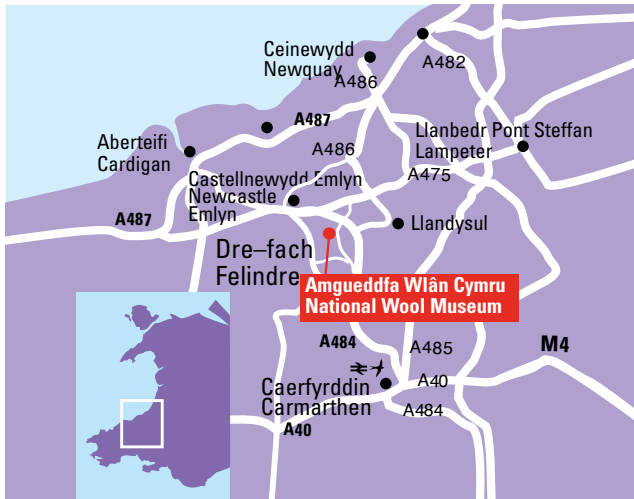 Ceinewydd
Newquay
A486
A482
A487
Aberteifi
Cardigan
A486
Llanbedr Pont Steffan
Lampeter
Castellnewydd Emlyn
Newcastle
Emlyn
A475
A487
Llandysul
Dre–fach
Felindre
Amgueddfa Wlân Cymru
National Wool Museum
A484
A485
M4
Caerfyrddin
Carmarthen
A40
A484
A40